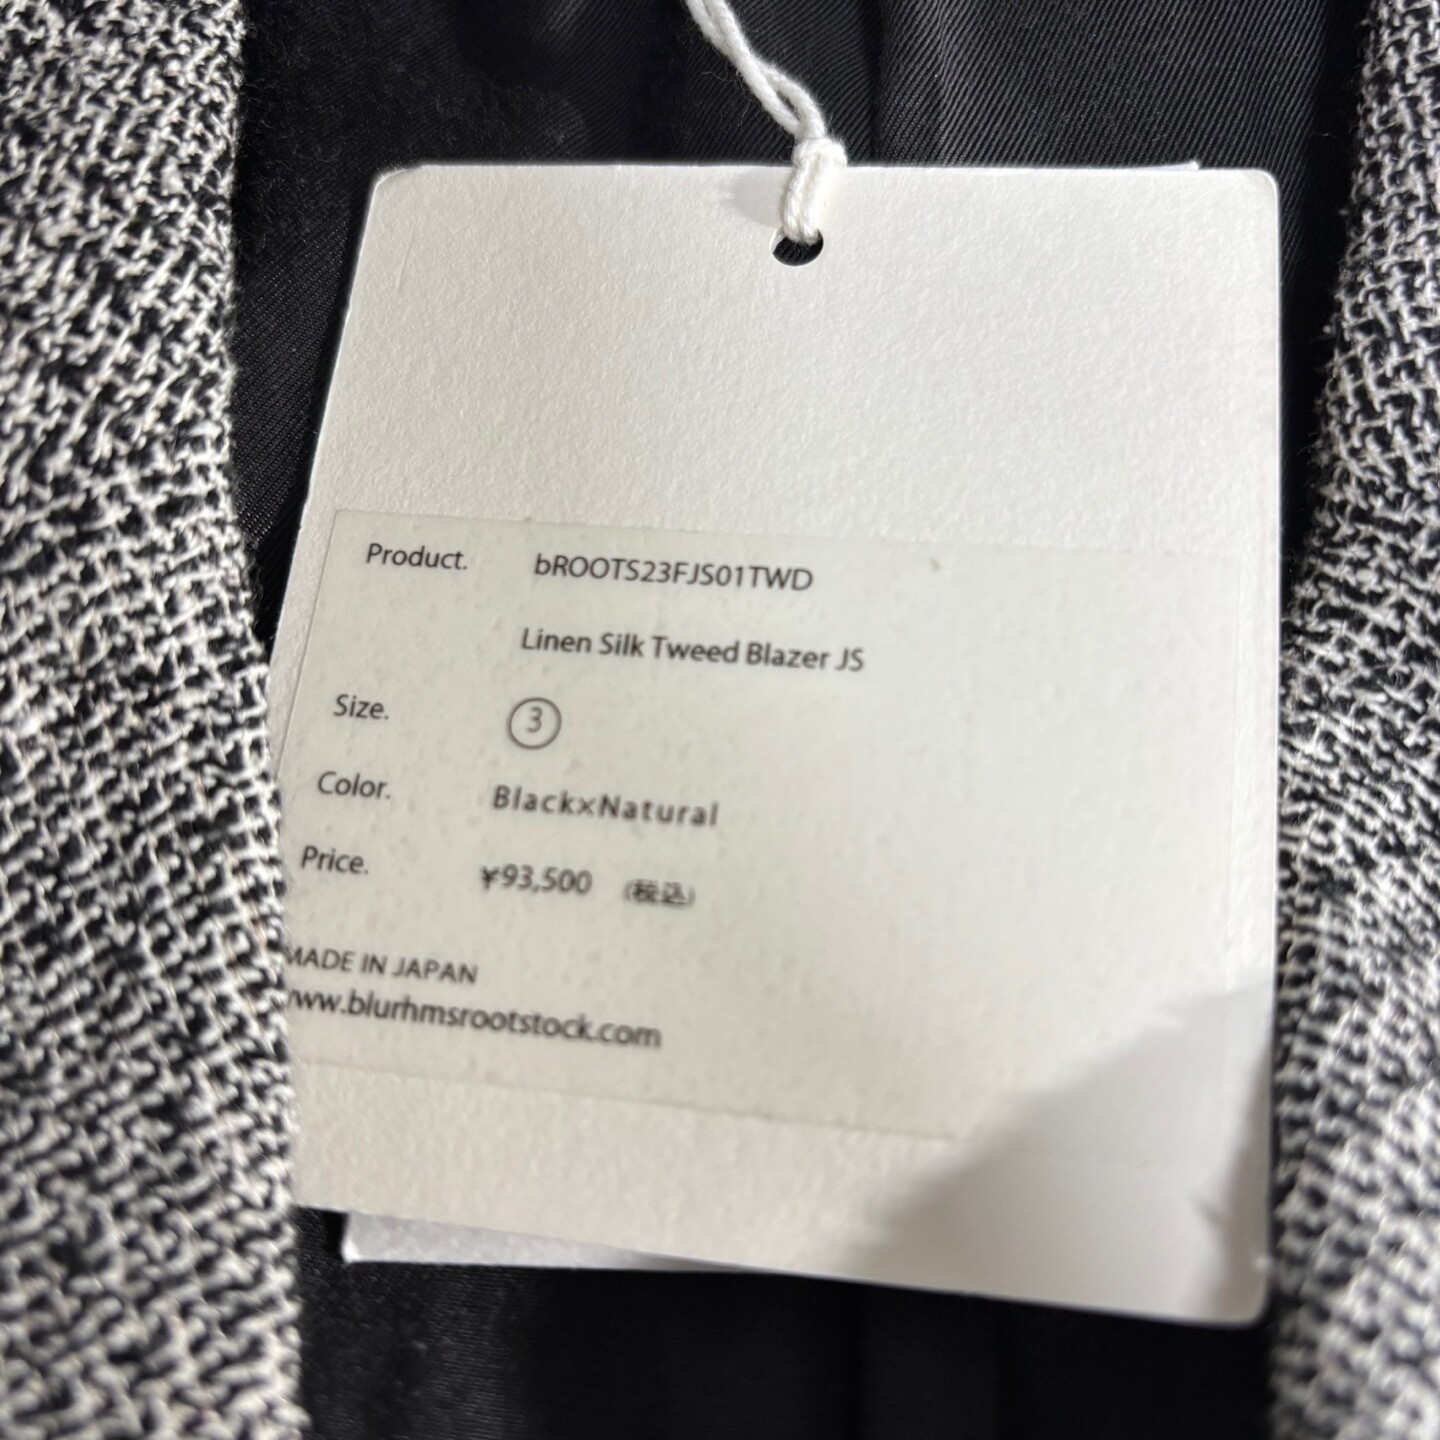 Product. bROOTS23FJS01TWD
Linen Silk Tweed Blazer JS
Size. ③
Color. Black×Natural
Price. ¥93,500 (税込)
MADE IN JAPAN
www.blurhmsrootstock.com